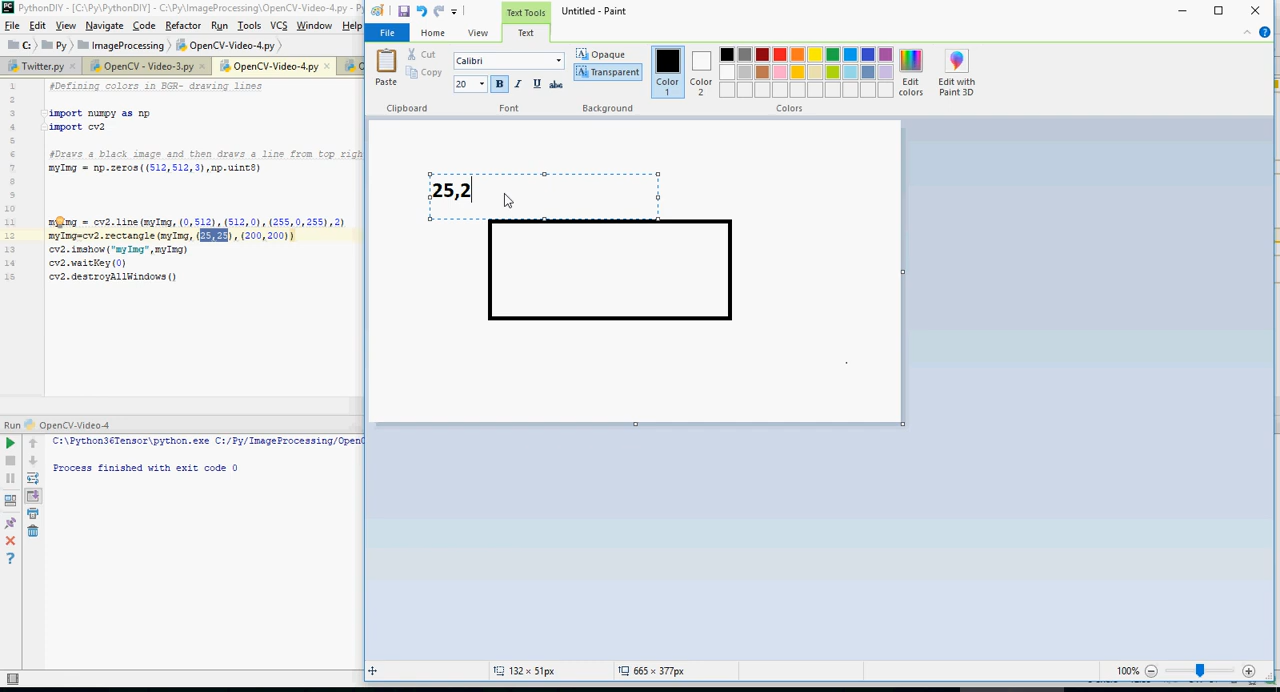 PythonDIY - [C:\Py\PythonDIY] - [C:\Py\ImageProcessing\OpenCV-Video-4.py] - P
File Edit View Navigate Code Refactor Run Tools VCS Window Help
C: Py ImageProcessing OpenCV-Video-4.py
Twitter.py OpenCV - Video-3.py OpenCV-Video-4.py
1 #Defining colors in BGR- drawing lines
2
3 import numpy as np
4 import cv2
5
6 #Draws a black image and then draws a line from top righ
7 myImg = np.zeros((512,512,3),np.uint8)
8
9
10
11 myImg = cv2.line(myImg,(0,512),(512,0),(255,0,255),2)
12 myImg=cv2.rectangle(myImg,(25,25),(200,200))
13 cv2.imshow("myImg",myImg)
14 cv2.waitKey(0)
15 cv2.destroyAllWindows()
Run OpenCV-Video-4
C:\Python36Tensor\python.exe C:/Py/ImageProcessing/OpenC
Process finished with exit code 0
Text Tools Untitled - Paint
File Home View Text
Paste
Cut
Copy
Clipboard
Calibri
20 B I U abc
Font
Opaque
Transparent
Background
Color 1
Color 2
Edit colors
Edit with Paint 3D
Colors
25,2
132 × 51px 665 × 377px 100%